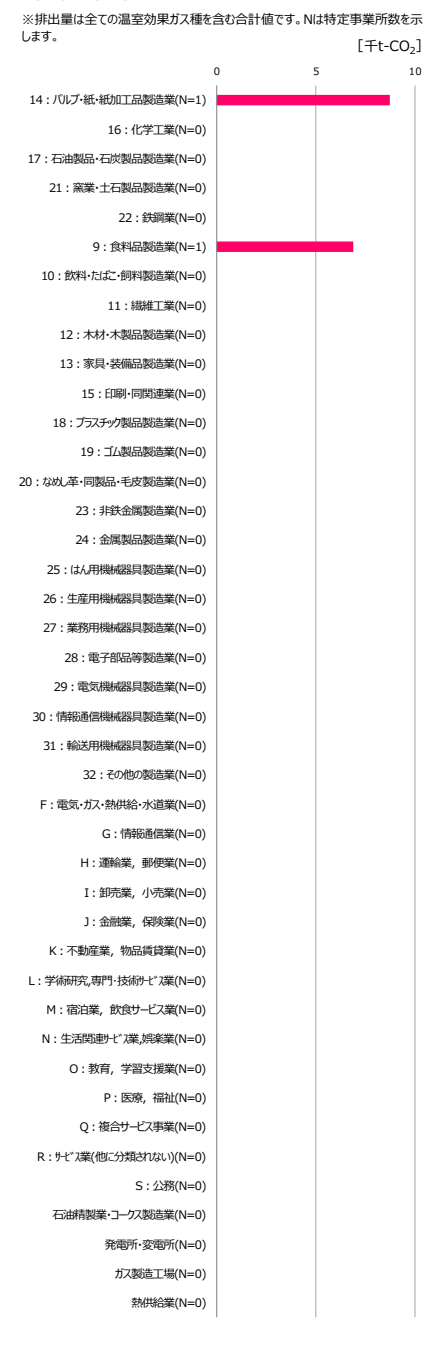 ※排出量は全ての温室効果ガス種を含む合計値です。Nは特定事業所数を示
します。
[千t-CO₂]
0 5 10
14：パルプ・紙・紙加工品製造業(N=1)
16：化学工業(N=0)
17：石油製品・石炭製品製造業(N=0)
21：窯業・土石製品製造業(N=0)
22：鉄鋼業(N=0)
9：食料品製造業(N=1)
10：飲料・たばこ・飼料製造業(N=0)
11：繊維工業(N=0)
12：木材・木製品製造業(N=0)
13：家具・装備品製造業(N=0)
15：印刷・同関連業(N=0)
18：プラスチック製品製造業(N=0)
19：ゴム製品製造業(N=0)
20：なめし革・同製品・毛皮製造業(N=0)
23：非鉄金属製造業(N=0)
24：金属製品製造業(N=0)
25：はん用機械器具製造業(N=0)
26：生産用機械器具製造業(N=0)
27：業務用機械器具製造業(N=0)
28：電子部品等製造業(N=0)
29：電気機械器具製造業(N=0)
30：情報通信機械器具製造業(N=0)
31：輸送用機械器具製造業(N=0)
32：その他の製造業(N=0)
F：電気・ガス・熱供給・水道業(N=0)
G：情報通信業(N=0)
H：運輸業，郵便業(N=0)
I：卸売業，小売業(N=0)
J：金融業，保険業(N=0)
K：不動産業，物品賃貸業(N=0)
L：学術研究,専門・技術ｻｰﾋﾞｽ業(N=0)
M：宿泊業，飲食サービス業(N=0)
N：生活関連ｻｰﾋﾞｽ業,娯楽業(N=0)
O：教育，学習支援業(N=0)
P：医療，福祉(N=0)
Q：複合サービス事業(N=0)
R：ｻｰﾋﾞｽ業(他に分類されない)(N=0)
S：公務(N=0)
石油精製業・コークス製造業(N=0)
発電所・変電所(N=0)
ガス製造工場(N=0)
熱供給業(N=0)